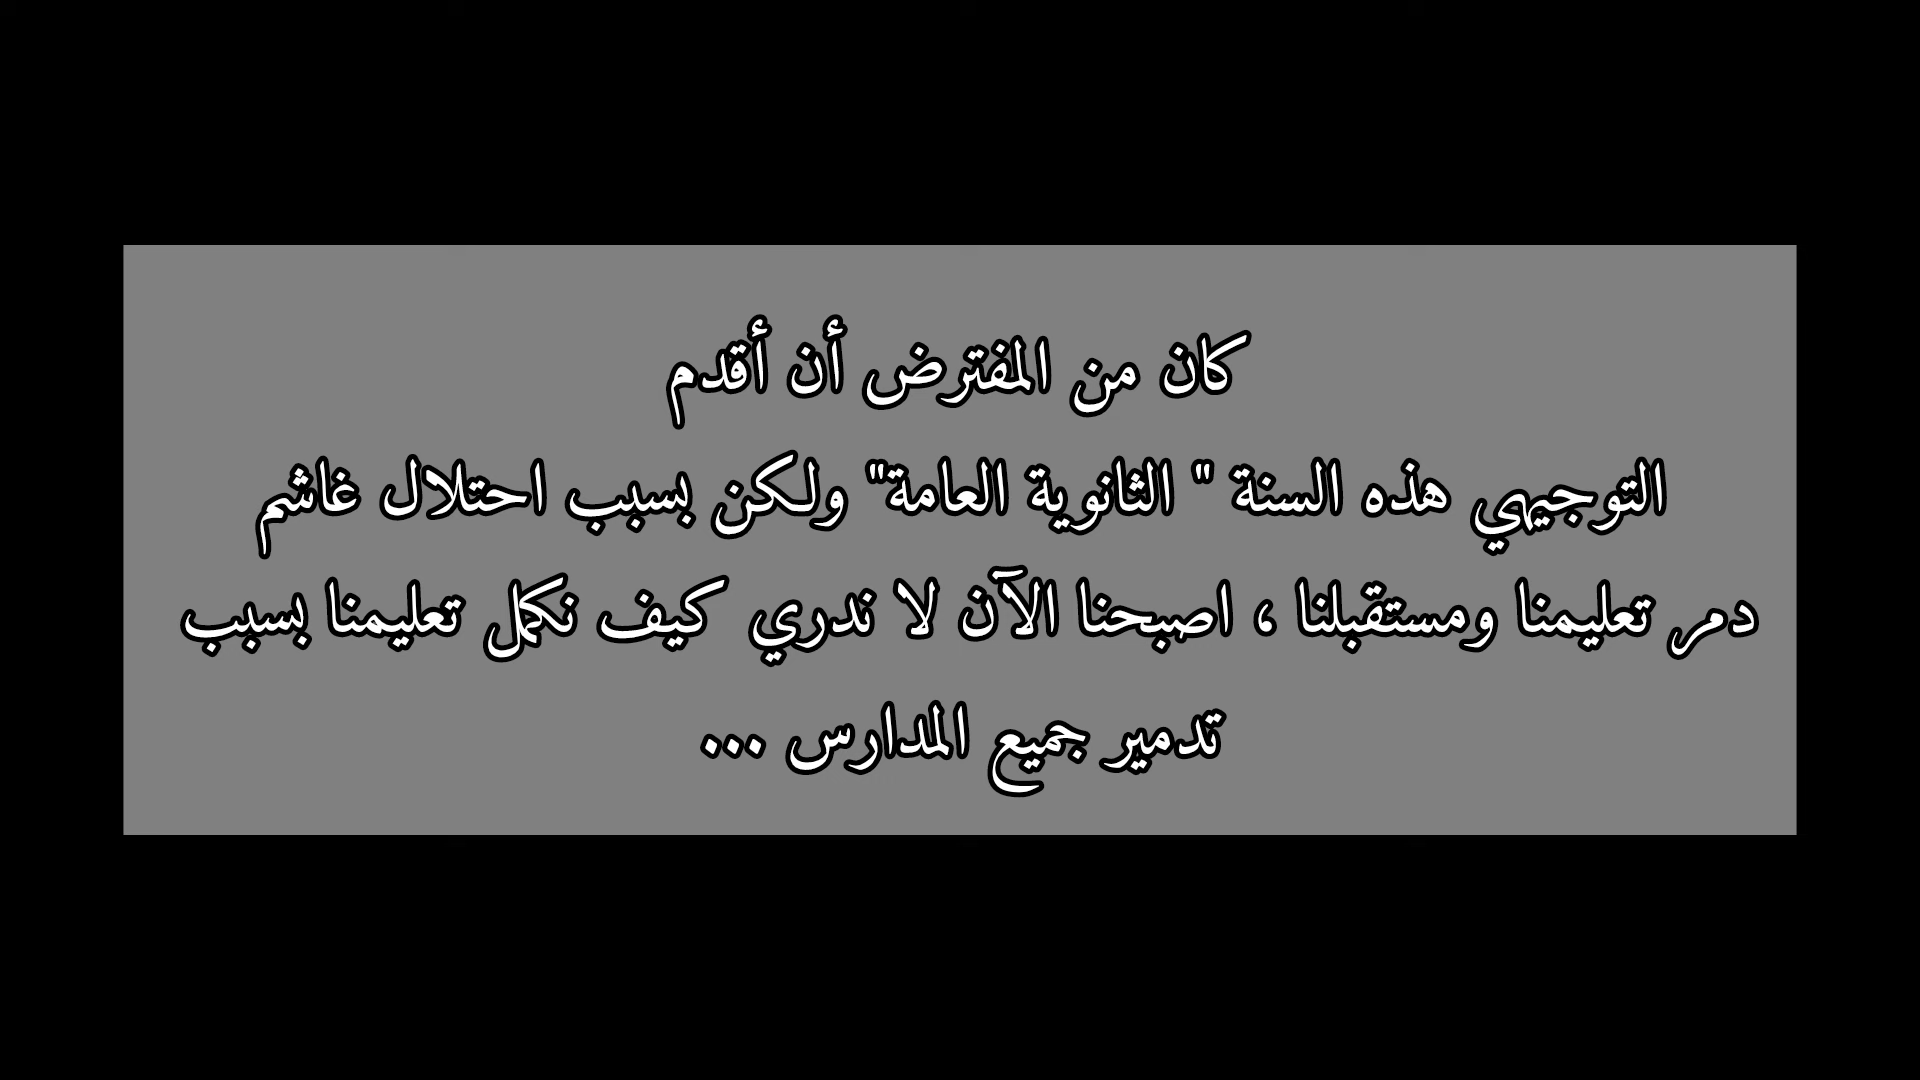 كان من المفترض أن أقدم
التوجيهي هذه السنة " الثانوية العامة" ولكن بسبب احتلال غاشم
دمر تعليمنا ومستقبلنا ، اصبحنا الآن لا ندري كيف نكمل تعليمنا بسبب
تدمير جميع المدارس ...